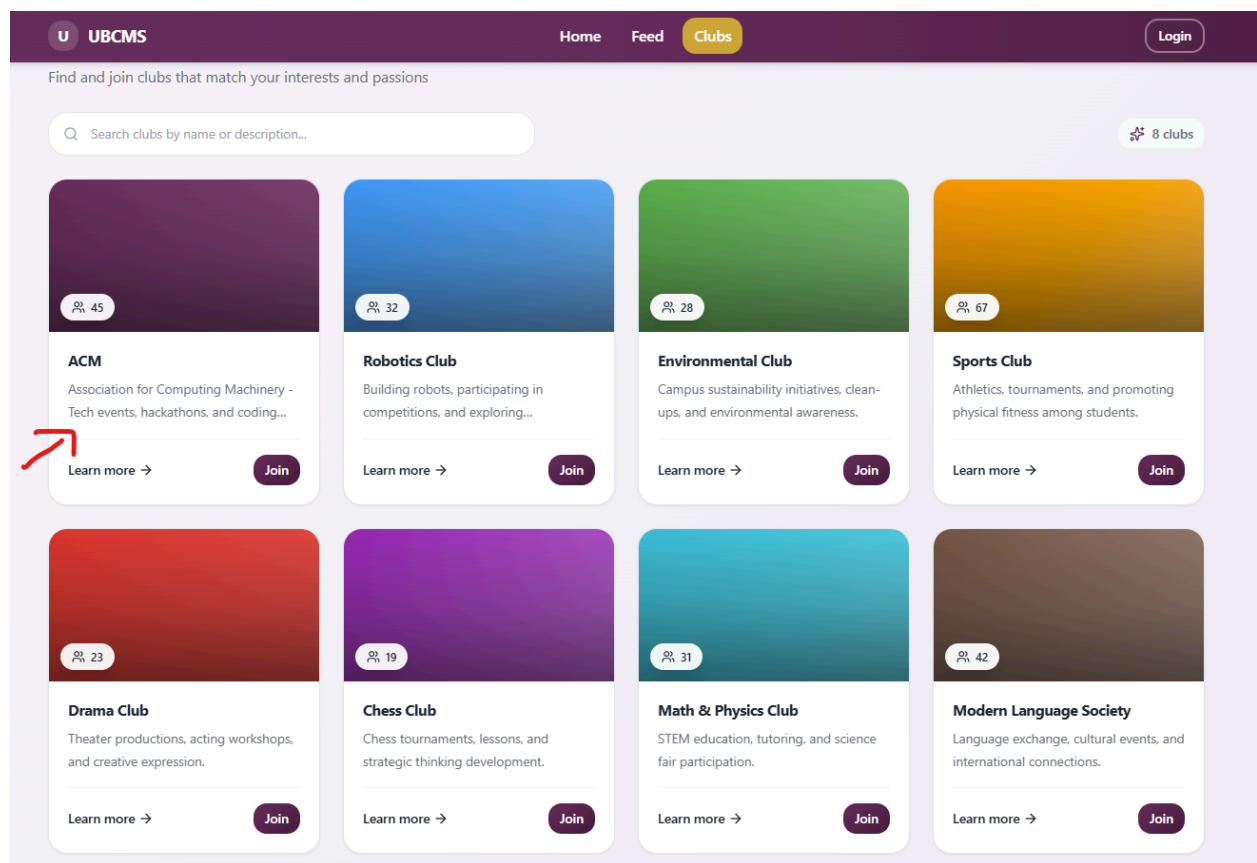 U UBCMS Home Feed Clubs Login
Find and join clubs that match your interests and passions
Search clubs by name or description... 8 clubs
45 32 28 67
ACM Robotics Club Environmental Club Sports Club
Association for Computing Machinery - Building robots, participating in Campus sustainability initiatives, clean- Athletics, tournaments, and promoting
Tech events, hackathons, and coding... competitions, and exploring... ups, and environmental awareness. physical fitness among students.
Learn more → Join Learn more → Join Learn more → Join Learn more → Join
23 19 31 42
Drama Club Chess Club Math & Physics Club Modern Language Society
Theater productions, acting workshops, Chess tournaments, lessons, and STEM education, tutoring, and science Language exchange, cultural events, and
and creative expression. strategic thinking development. fair participation. international connections.
Learn more → Join Learn more → Join Learn more → Join Learn more → Join